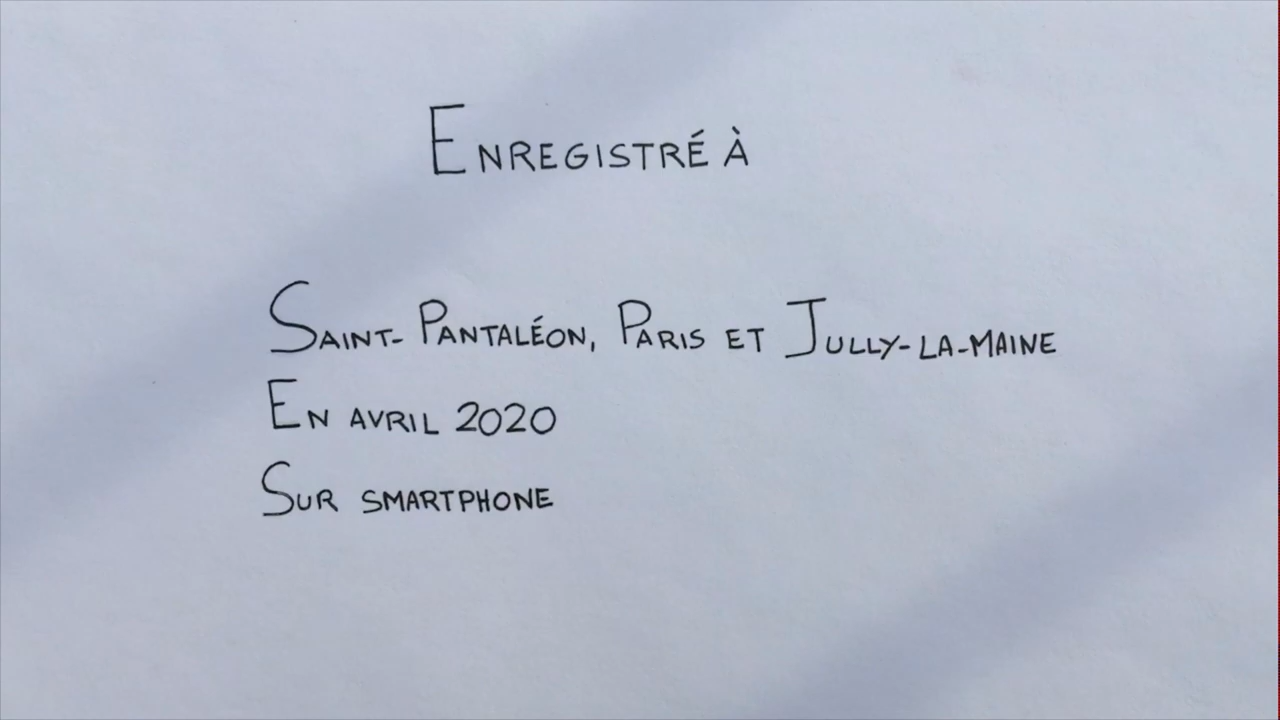 ENREGISTRÉ À
SAINT-PANTALÉON, PARIS ET JULLY-LA-MAINE
EN AVRIL 2020
SUR SMARTPHONE